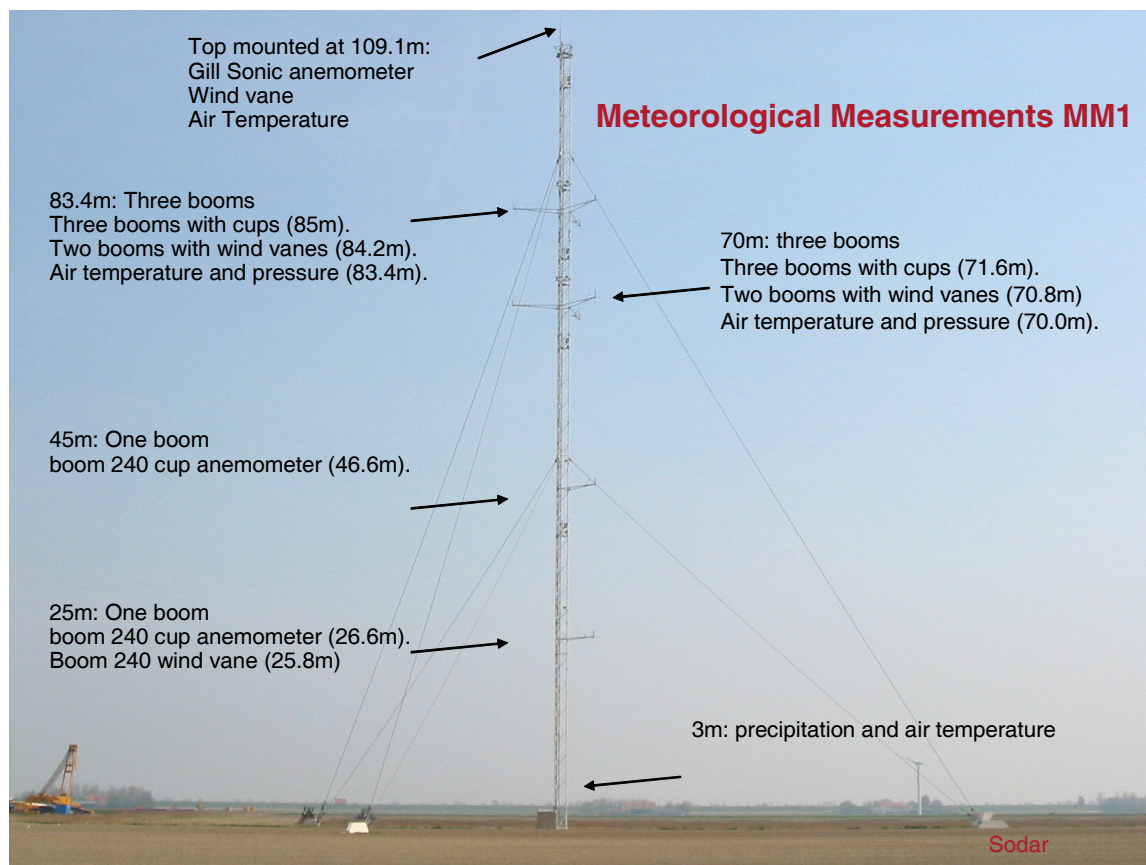 Top mounted at 109.1m:
Gill Sonic anemometer
Wind vane
Air Temperature
Meteorological Measurements MM1
83.4m: Three booms
Three booms with cups (85m).
Two booms with wind vanes (84.2m).
Air temperature and pressure (83.4m).
70m: three booms
Three booms with cups (71.6m).
Two booms with wind vanes (70.8m)
Air temperature and pressure (70.0m).
45m: One boom
boom 240 cup anemometer (46.6m).
25m: One boom
boom 240 cup anemometer (26.6m).
Boom 240 wind vane (25.8m)
3m: precipitation and air temperature
Sodar